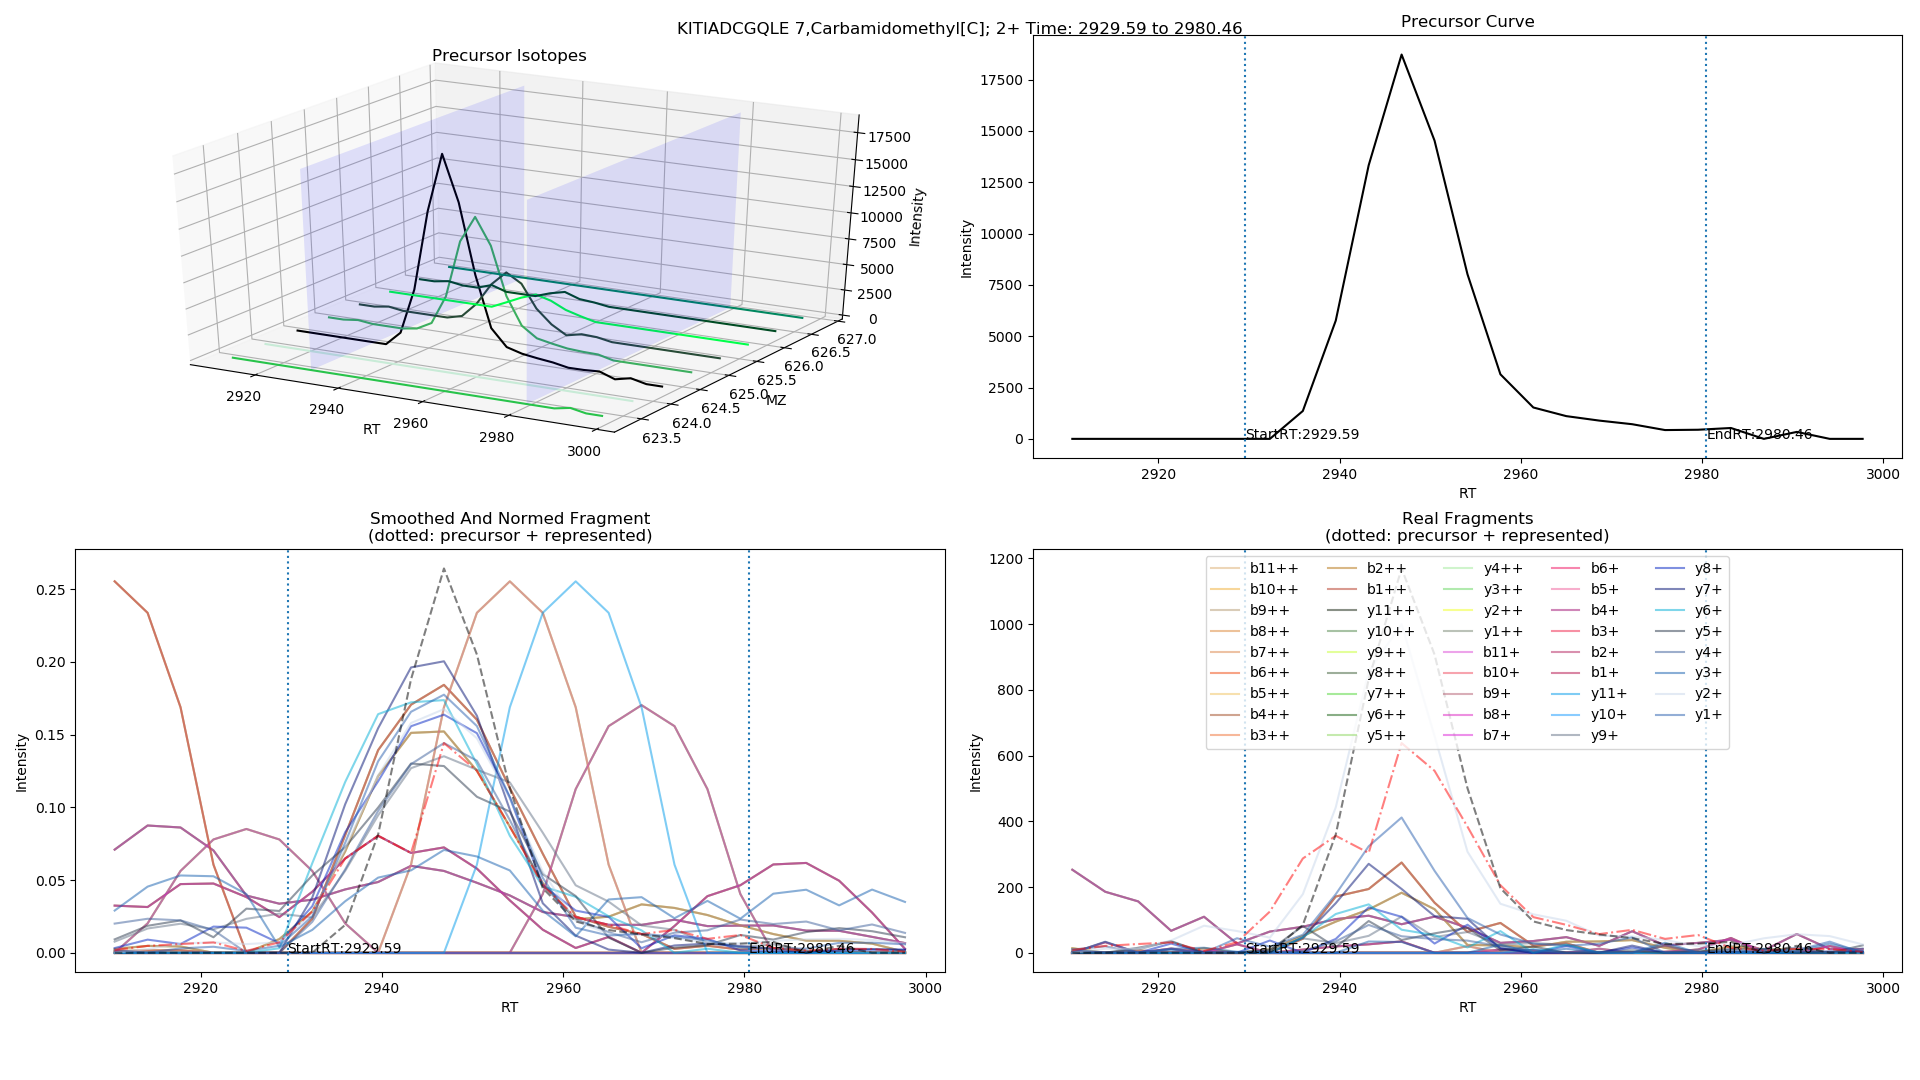 KITIADCGQLE 7,Carbamidomethyl[C]; 2+ Time: 2929.59 to 2980.46
Precursor Isotopes
17500
15000
12500
10000
7500
5000
2500
0
Intensity
627.0
626.5
626.0
625.5
625.0
624.5
624.0
623.5
MZ
2920
2940
2960
2980
3000
RT
Precursor Curve
17500
15000
12500
10000
7500
5000
2500
0
Intensity
StartRT:2929.59
EndRT:2980.46
2920
2940
2960
2980
3000
RT
Smoothed And Normed Fragment
(dotted: precursor + represented)
0.25
0.20
0.15
0.10
0.05
0.00
Intensity
StartRT:2929.59
EndRT:2980.46
2920
2940
2960
2980
3000
RT
Real Fragments
(dotted: precursor + represented)
1200
1000
800
600
400
200
0
Intensity
b11++
b10++
b9++
b8++
b7++
b6++
b5++
b4++
b3++
b2++
b1++
y11++
y10++
y9++
y8++
y7++
y6++
y5++
y4++
y3++
y2++
y1++
b11+
b10+
b9+
b8+
b7+
b6+
b5+
b4+
b3+
b2+
b1+
y11+
y10+
y9+
y8+
y7+
y6+
y5+
y4+
y3+
y2+
y1+
StartRT:2929.59
EndRT:2980.46
2920
2940
2960
2980
3000
RT